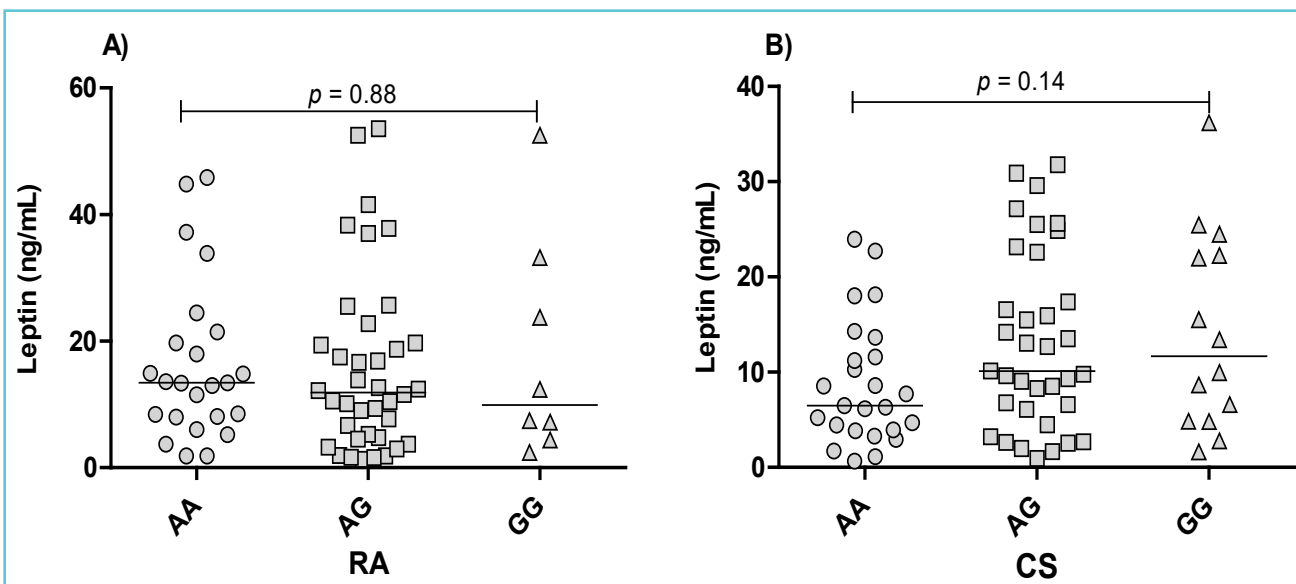 A)
p = 0.88
Leptin (ng/mL)
60
40
20
0
AA
AG
GG
RA
B)
p = 0.14
Leptin (ng/mL)
40
30
20
10
0
AA
AG
GG
CS